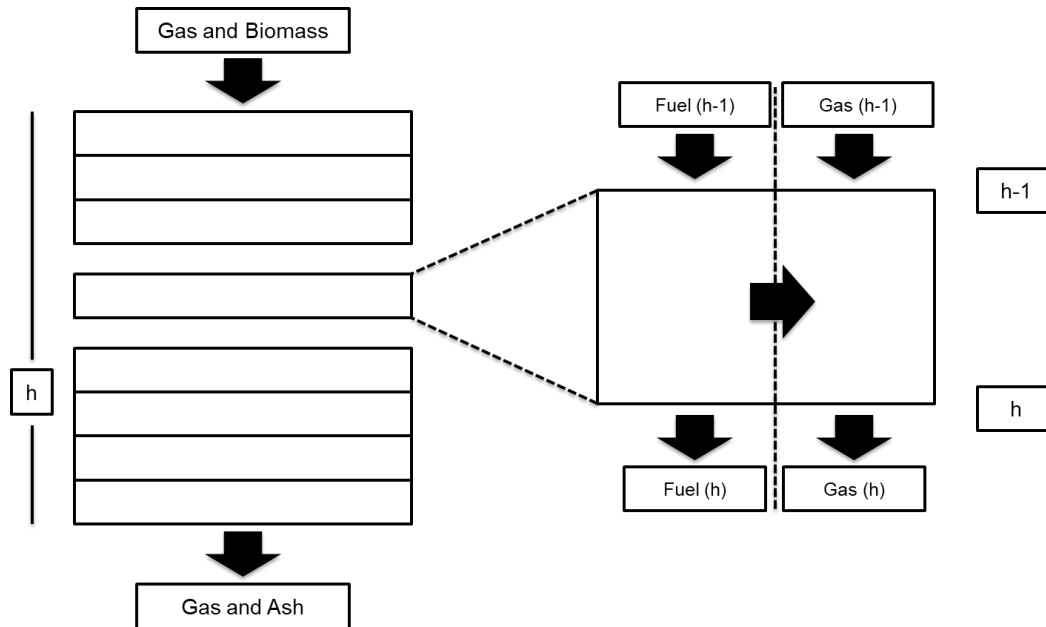 Gas and Biomass
h
Gas and Ash
Fuel (h-1)
Gas (h-1)
h-1
h
Fuel (h)
Gas (h)